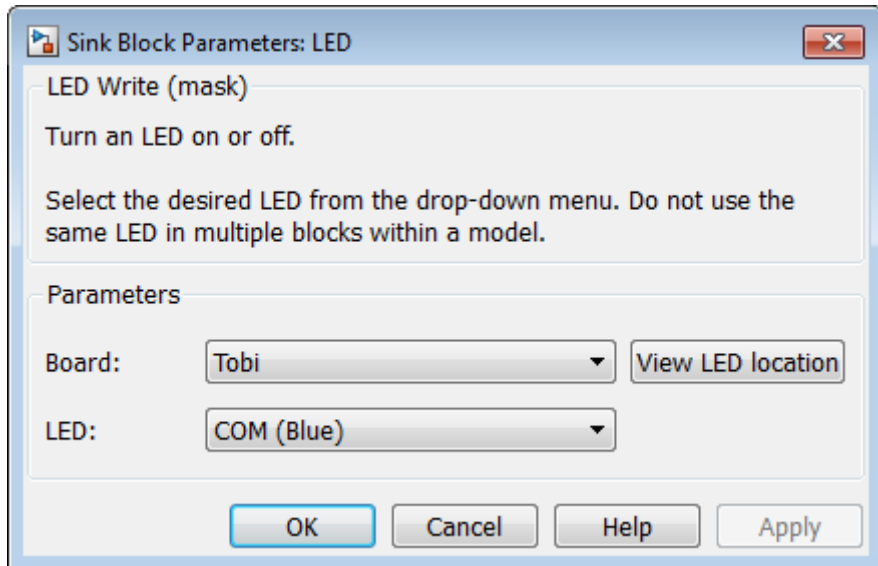 Sink Block Parameters: LED
LED Write (mask)
Turn an LED on or off.
Select the desired LED from the drop-down menu. Do not use the
same LED in multiple blocks within a model.
Parameters
Board: Tobi View LED location
LED: COM (Blue)
OK Cancel Help Apply